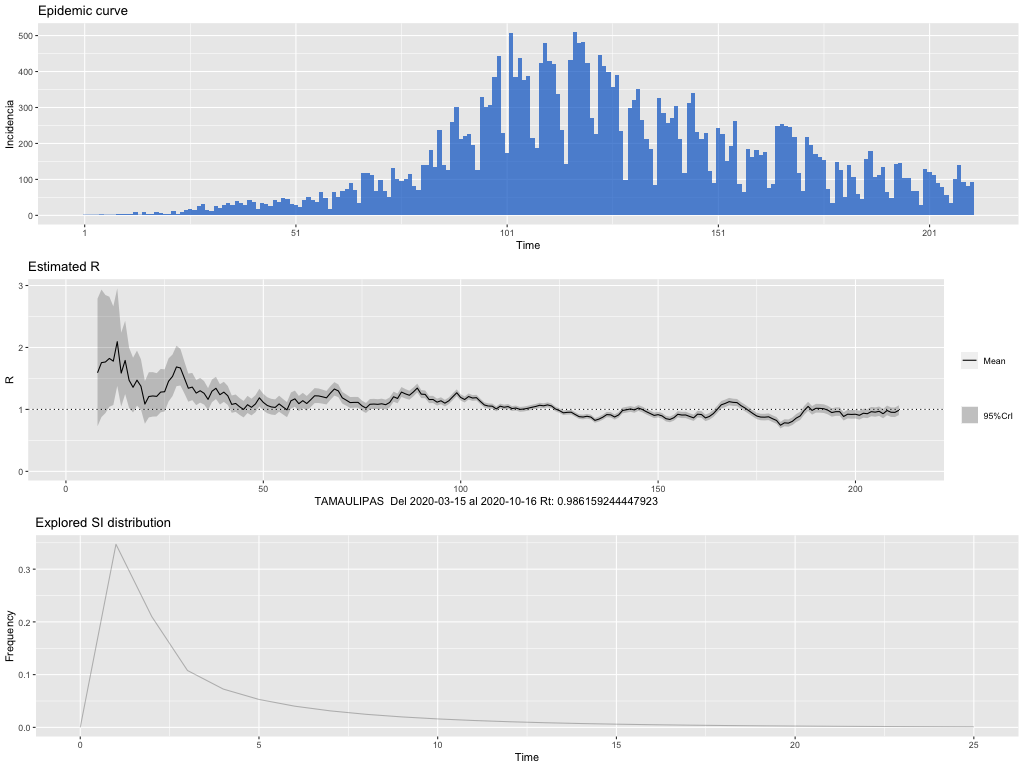 Epidemic curve
500
400
300
200
100
0
Incidencia
1 51 101 151 201
Time
Estimated R
3
2
1
0
R
Mean
95%CrI
0 50 100 150 200
TAMAULIPAS Del 2020-03-15 al 2020-10-16 Rt: 0.986159244447923
Explored SI distribution
0.3
0.2
0.1
0.0
Frequency
0 5 10 15 20 25
Time